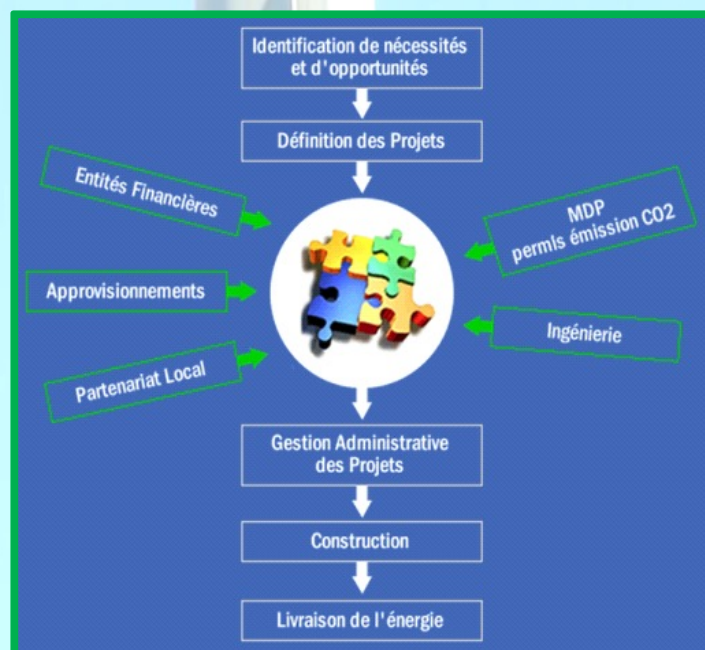 Identification de nécessités
et d'opportunités
Définition des Projets
Entités Financières
MDP
permis émission CO2
Approvisionnements
Ingénierie
Partenariat Local
Gestion Administrative
des Projets
Construction
Livraison de l'énergie